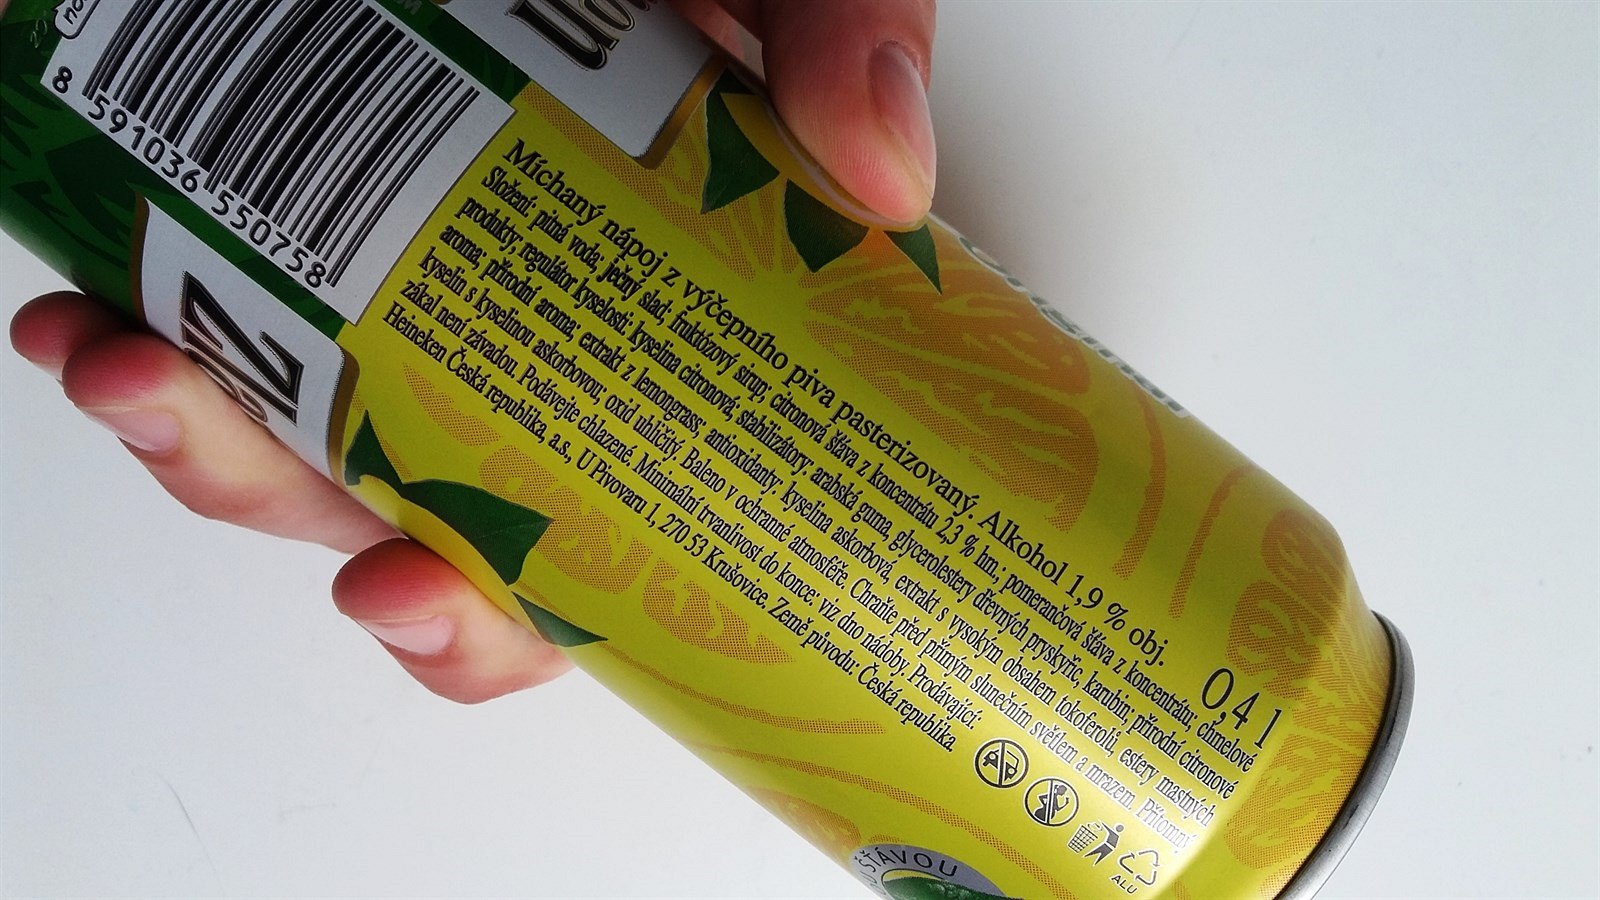 8 591036 550758
Míchaný nápoj z výčepního piva pasterizovaný. Alkohol 1,9 % obj.
0,4 l
Složení: pitná voda, ječný slad; fruktózový sirup; citronová šťáva z koncentrátu 2,3 % hm.; pomerančová šťáva z koncentrátu; chmelové
produkty; regulátor kyselosti: kyselina citronová; stabilizátory: arabská guma, glycerolestery dřevných pryskyřic, karubin; přírodní citronové
aroma; přírodní aroma; extrakt z lemongrass; antioxidanty: kyselina askorbová, extrakt s vysokým obsahem tokoferolů, estery mastných
kyselin s kyselinou askorbovou; oxid uhličitý. Baleno v ochranné atmosféře. Chraňte před přímým slunečním světlem a mrazem. Přítomný
zákal není závadou. Podávejte chlazené. Minimální trvanlivost do konce: viz dno nádoby. Prodávající:
Heineken Česká republika, a.s., U Pivovaru 1, 270 53 Krušovice. Země původu: Česká republika.
ALU
ŠŤÁVOU